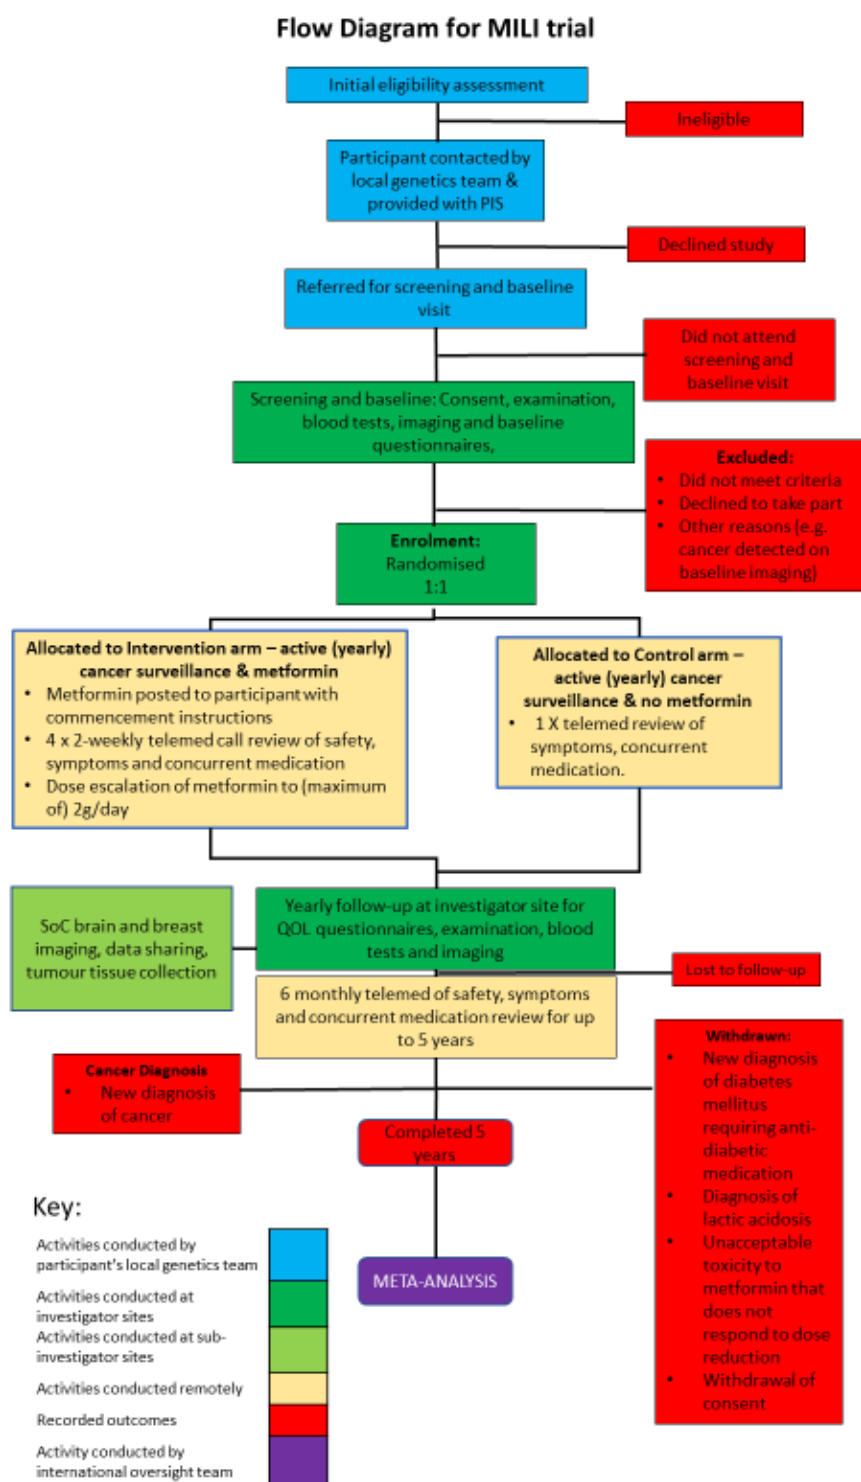 Flow Diagram for MILI trial
Initial eligibility assessment
Ineligible
Participant contacted by
local genetics team &
provided with PIS
Declined study
Referred for screening and baseline
visit
Did not attend
screening and
baseline visit
Screening and baseline: Consent, examination,
blood tests, imaging and baseline
questionnaires,
Excluded:
• Did not meet criteria
• Declined to take part
• Other reasons (e.g.
cancer detected on
baseline imaging)
Enrolment:
Randomised
1:1
Allocated to Intervention arm – active (yearly)
cancer surveillance & metformin
• Metformin posted to participant with
commencement instructions
• 4 x 2-weekly telemed call review of safety,
symptoms and concurrent medication
• Dose escalation of metformin to (maximum
of) 2g/day
Allocated to Control arm –
active (yearly) cancer
surveillance & no metformin
• 1 X telemed review of
symptoms, concurrent
medication.
SoC brain and breast
imaging, data sharing,
tumour tissue collection
Yearly follow-up at investigator site for
QOL questionnaires, examination, blood
tests and imaging
Lost to follow-up
6 monthly telemed of safety, symptoms
and concurrent medication review for up
to 5 years
Cancer Diagnosis
• New diagnosis
of cancer
Withdrawn:
• New diagnosis
of diabetes
mellitus
requiring anti-
diabetic
medication
• Diagnosis of
lactic acidosis
• Unacceptable
toxicity to
metformin that
does not
respond to dose
reduction
• Withdrawal of
consent
Completed 5
years
META-ANALYSIS
Key:
Activities conducted by
participant's local genetics team
Activities conducted at
investigator sites
Activities conducted at sub-
investigator sites
Activities conducted remotely
Recorded outcomes
Activity conducted by
international oversight team